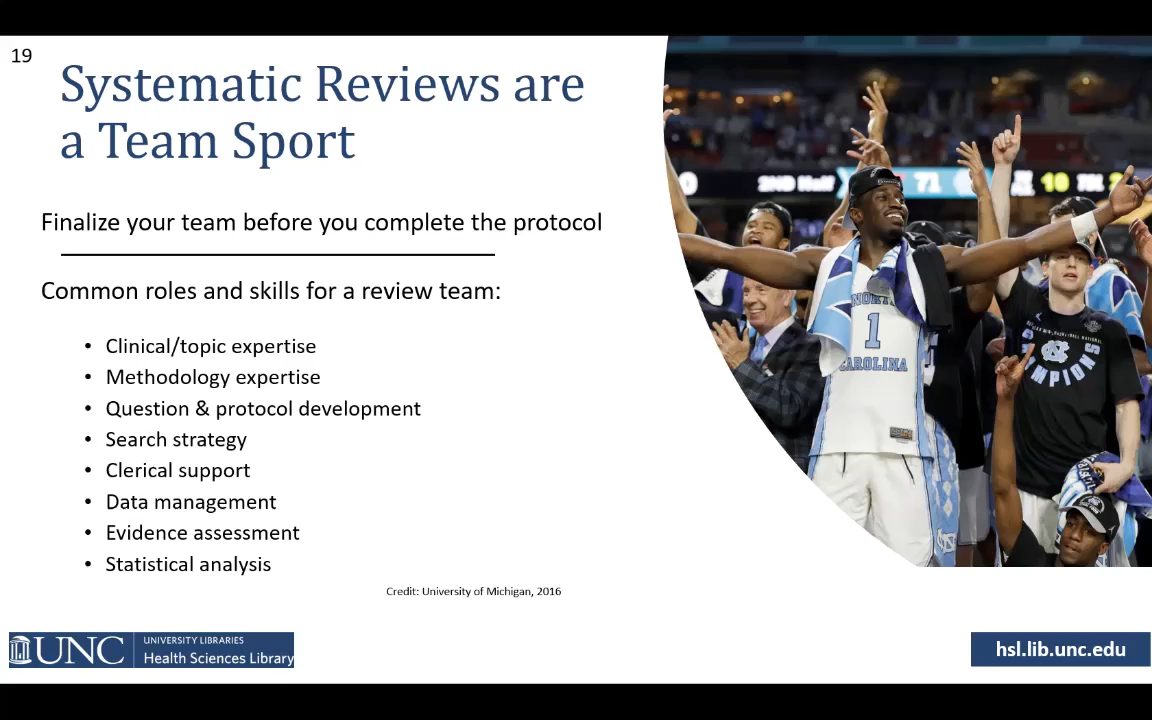 19
Systematic Reviews are
a Team Sport
Finalize your team before you complete the protocol
Common roles and skills for a review team:
• Clinical/topic expertise
• Methodology expertise
• Question & protocol development
• Search strategy
• Clerical support
• Data management
• Evidence assessment
• Statistical analysis
Credit: University of Michigan, 2016
2ND Half
71
10
NORTH
1
CAROLINA
UNC
UNIVERSITY LIBRARIES
Health Sciences Library
hsl.lib.unc.edu